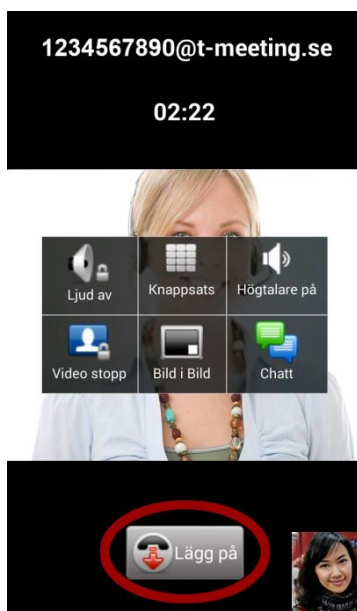 1234567890@t-meeting.se
02:22
Ljud av
Knappsats
Högtalare på
Video stopp
Bild i Bild
Chatt
Lägg på